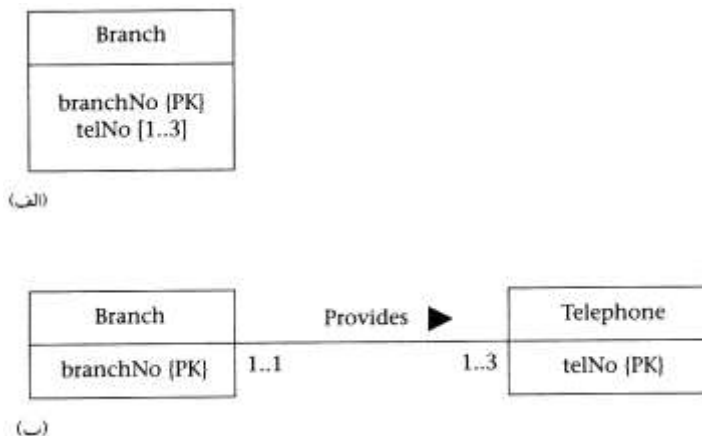 Branch
branchNo {PK}
telNo [1..3]
(الف)
Branch
Provides
Telephone
branchNo {PK}
1..1
1..3
telNo {PK}
(ب)